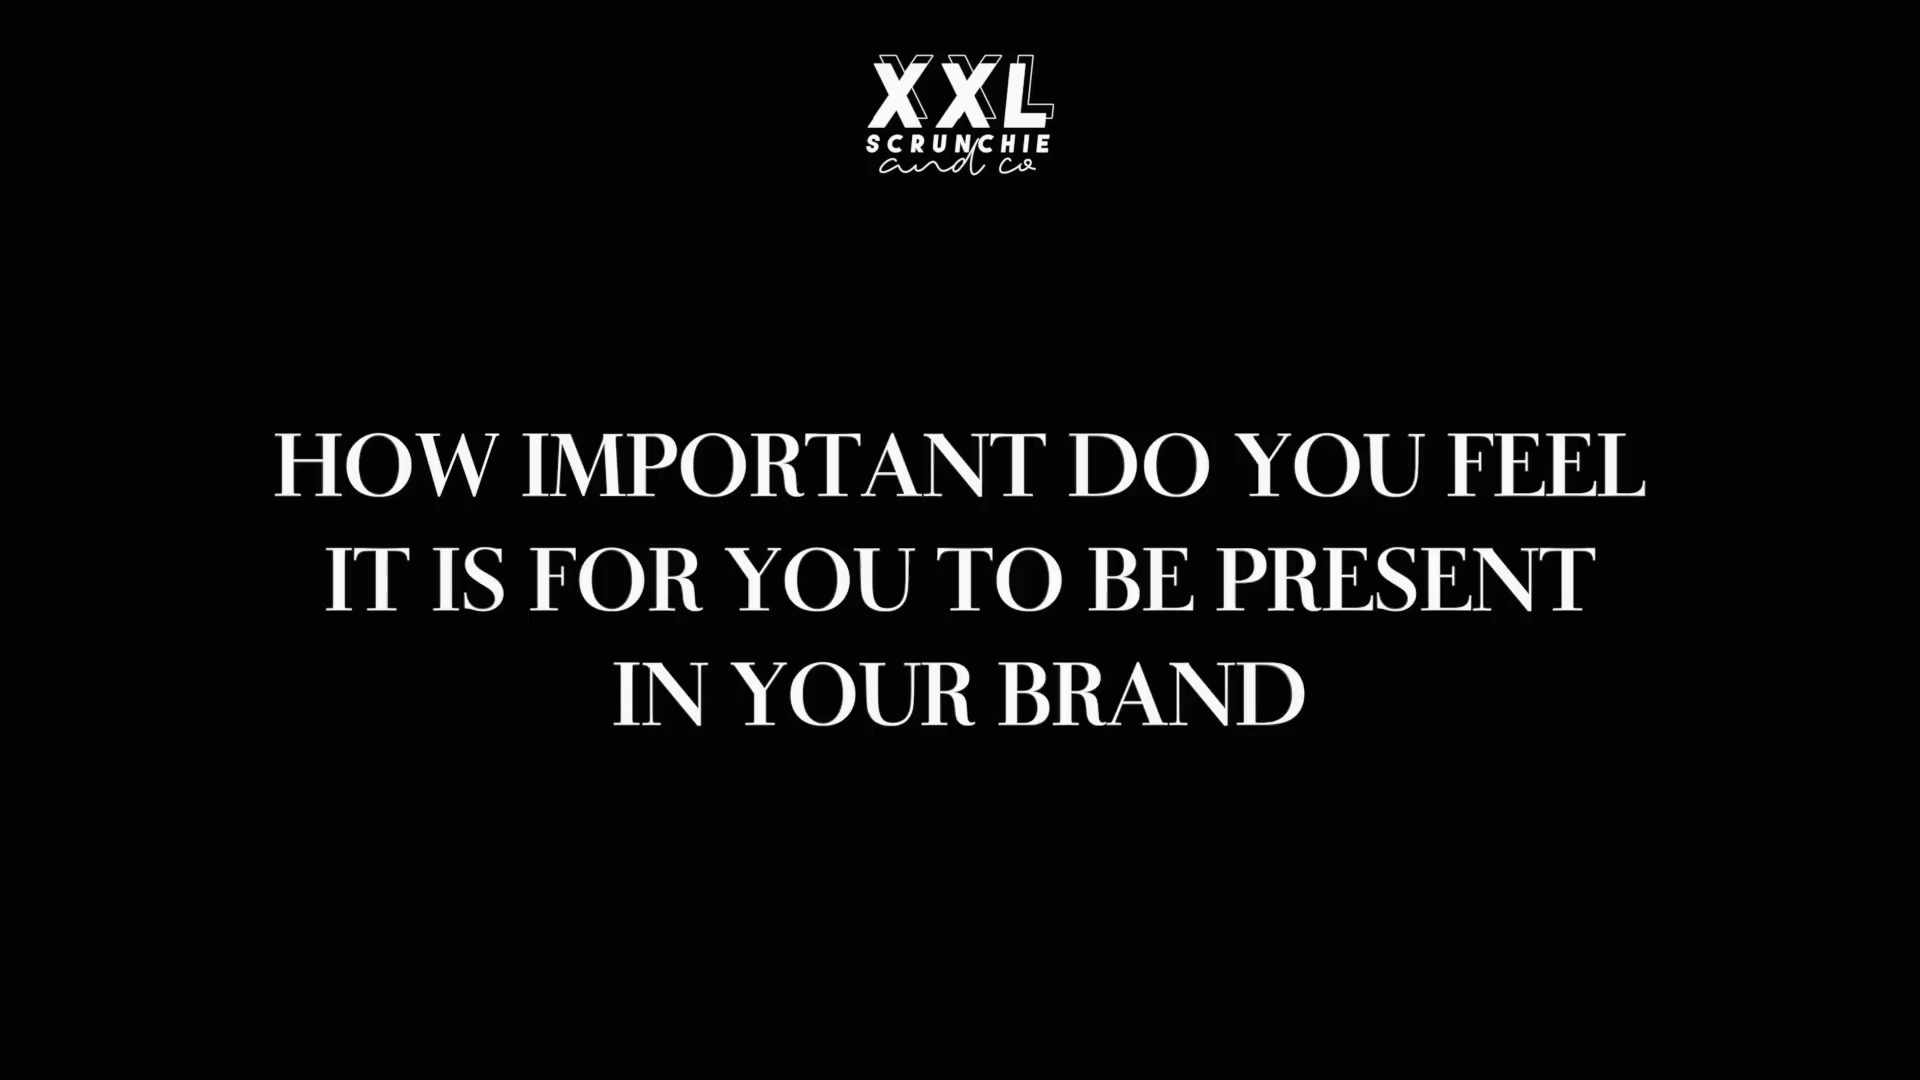 XXL
SCRUNCHIE
and co
HOW IMPORTANT DO YOU FEEL
IT IS FOR YOU TO BE PRESENT
IN YOUR BRAND